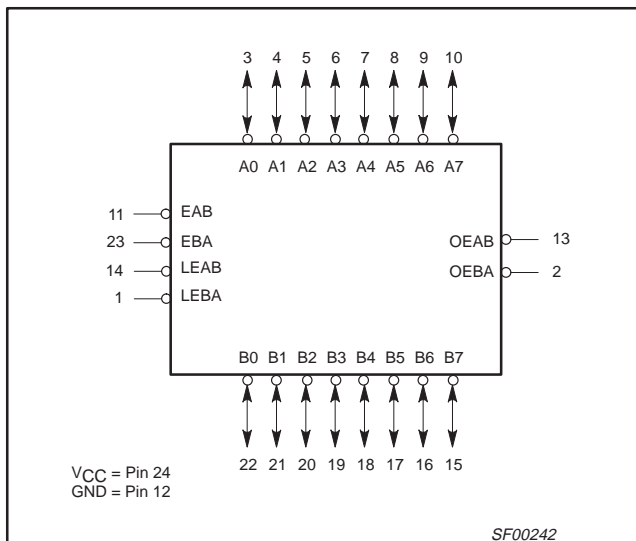 3 4 5 6 7 8 9 10
A0 A1 A2 A3 A4 A5 A6 A7
11 EAB
23 EBA
14 LEAB
1 LEBA
OEAB 13
OEBA 2
B0 B1 B2 B3 B4 B5 B6 B7
22 21 20 19 18 17 16 15
VCC = Pin 24
GND = Pin 12
SF00242